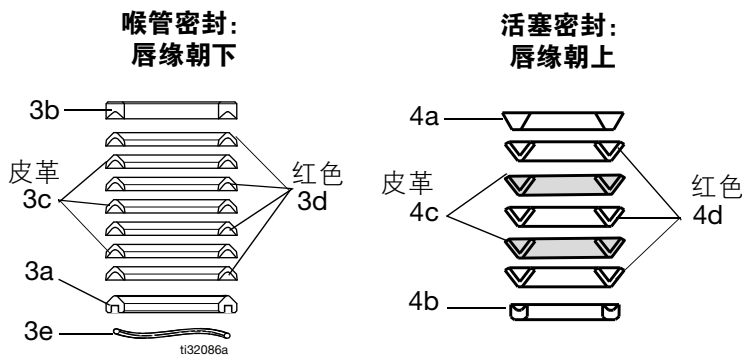 喉管密封：
唇缘朝下
3b
皮革
3c
红色
3d
3a
3e
ti32086a
活塞密封：
唇缘朝上
4a
皮革
4c
红色
4d
4b